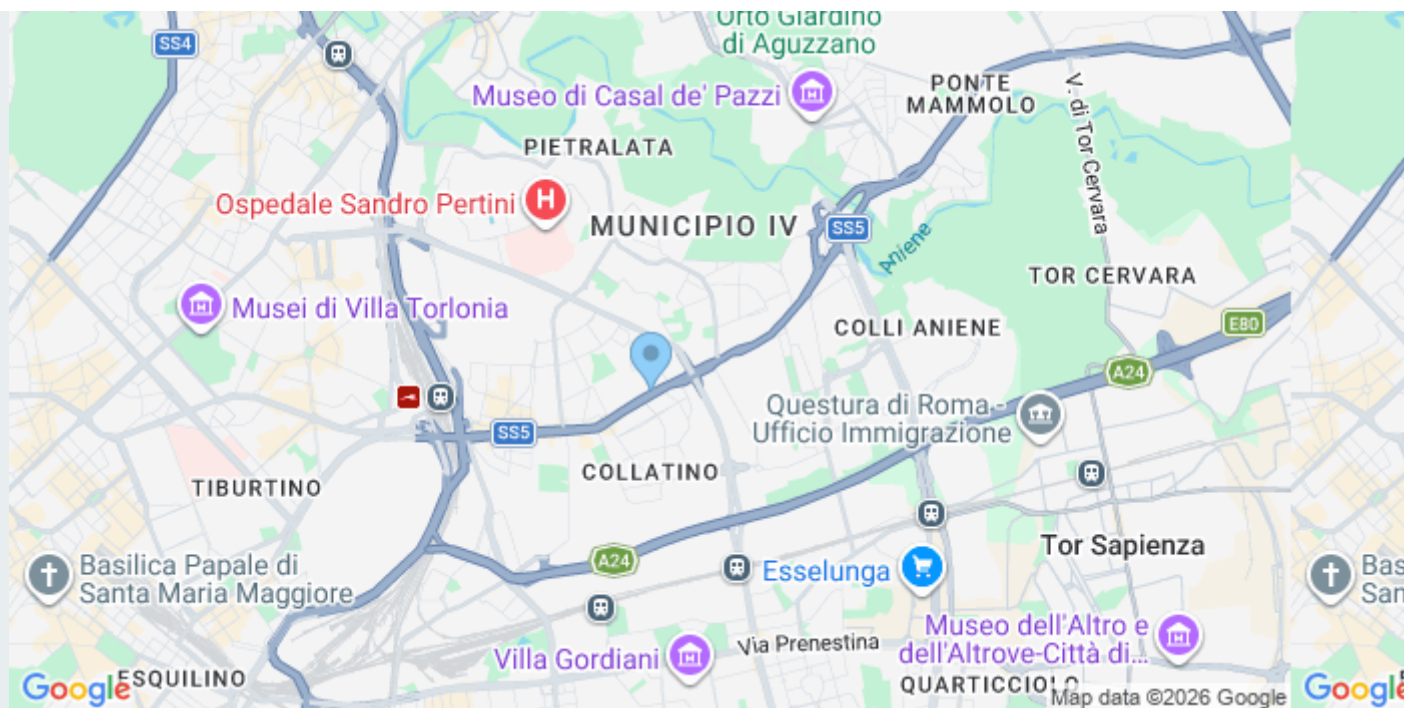 Orto Giardino
di Aguzzano
SS4
PONTE
MAMMOLO
Museo di Casal de' Pazzi
V. di Tor Cervara
PIETRALATA
Ospedale Sandro Pertini
H
MUNICIPIO IV
SS5
Aniene
TOR CERVARA
Musei di Villa Torlonia
COLLI ANIENE
E80
A24
Questura di Roma -
Ufficio Immigrazione
SS5
COLLATINO
TIBURTINO
Tor Sapienza
A24
Basilica Papale di
Santa Maria Maggiore
Esselunga
Bas
San
Museo dell'Altro e
dell'Altrove-Città di...
Via Prenestina
Villa Gordiani
ESQUILINO
QUARTICCIOLO
Google
Map data ©2026 Google
Google